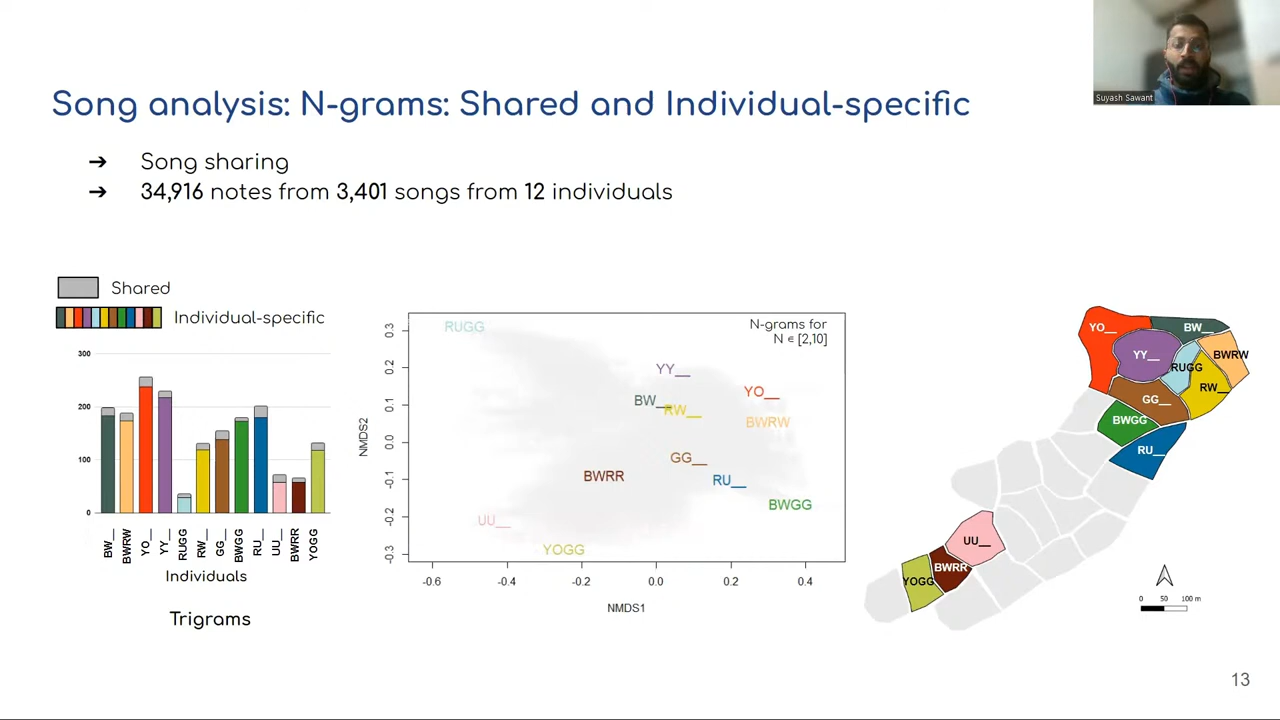 Suyash Sawant
Song analysis: N-grams: Shared and Individual-specific
➔ Song sharing
➔ 34,916 notes from 3,401 songs from 12 individuals
Shared
Individual-specific
300
200
100
0
BW__
BWRW
YO__
YY__
RUGG
RW__
GG__
BWGG
RU__
UU__
BWRR
YOGG
Individuals
Trigrams
N-grams for
N ∈ [2,10]
NMDS2
0.3
0.2
0.1
0.0
-0.1
-0.2
-0.3
RUGG
YY__
YO__
BW__
RW__
BWRW
GG__
BWRR
RU__
BWGG
UU__
YOGG
-0.6 -0.4 -0.2 0.0 0.2 0.4
NMDS1
YO__
BW__
YY__
BWRW
RUGG
RW__
GG__
BWGG
RU__
UU__
BWRR
YOGG
0 50 100 m
13